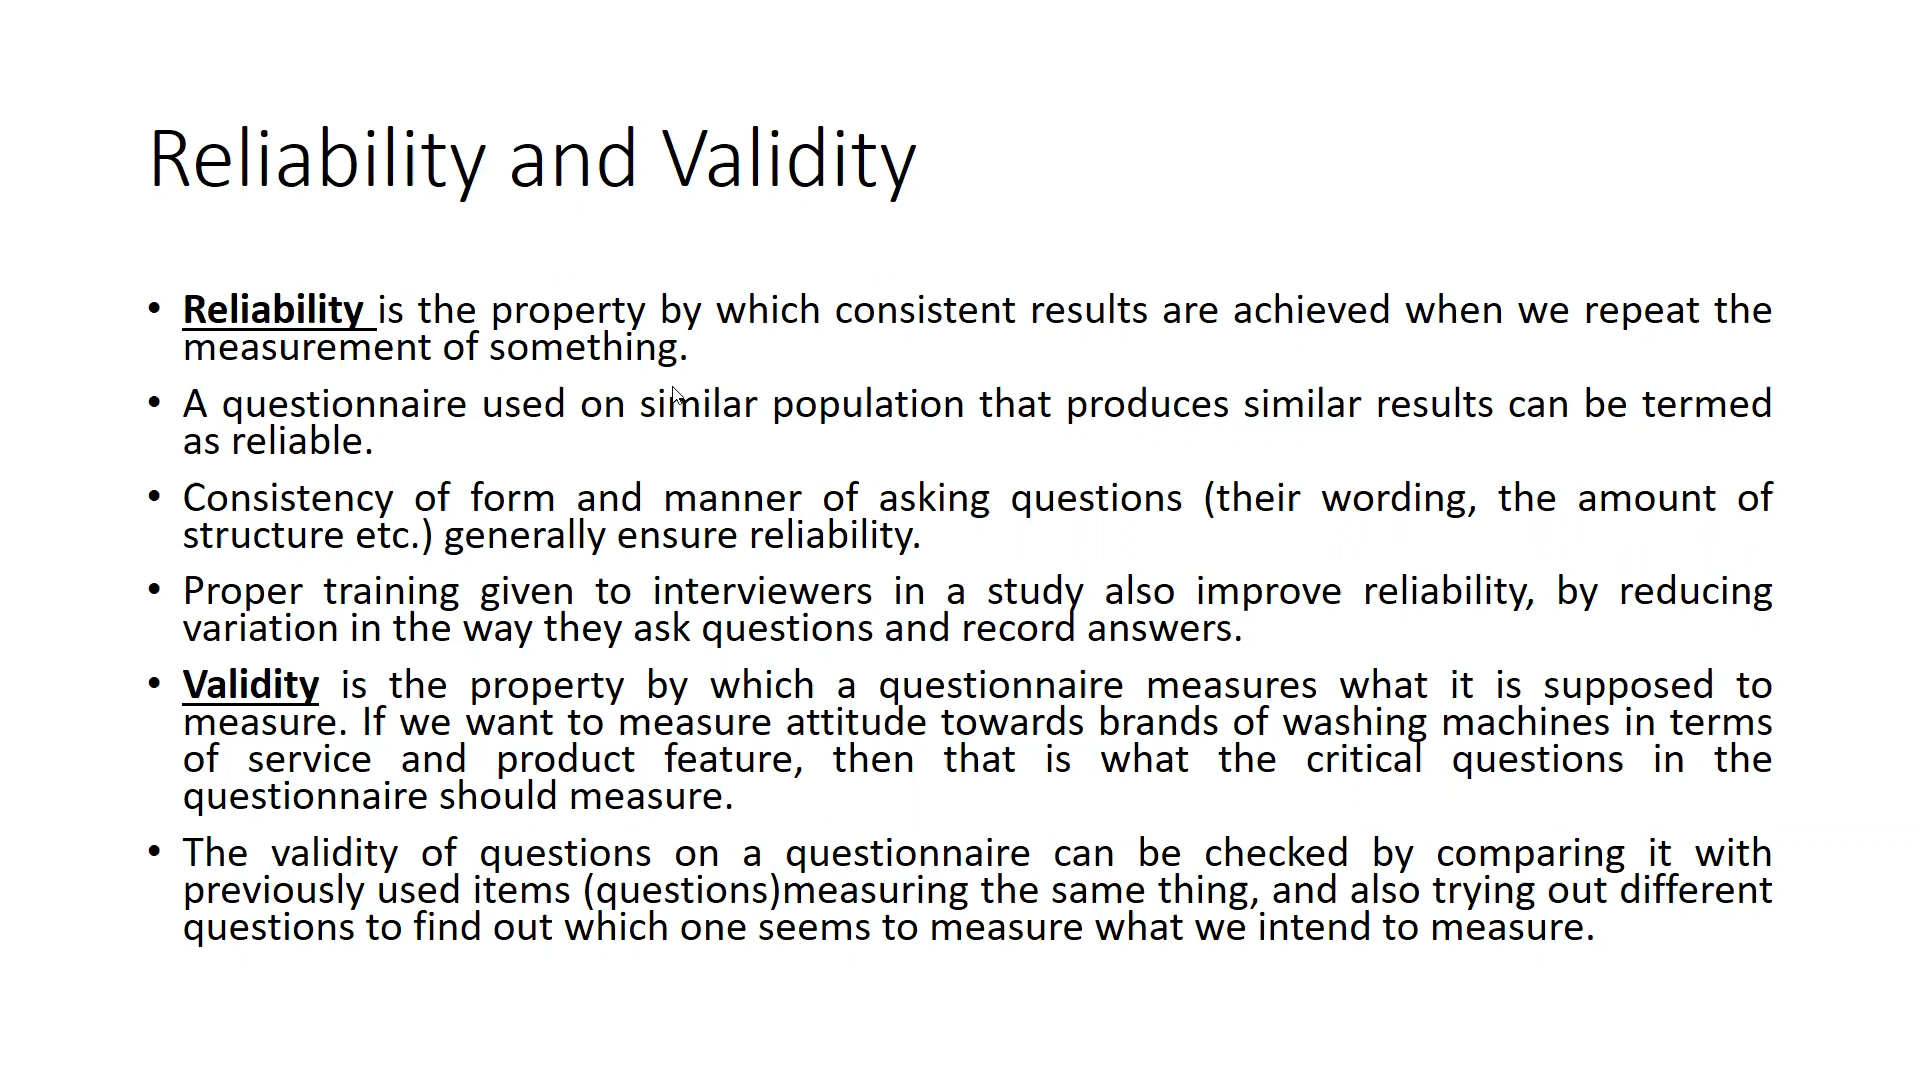 Reliability and Validity
• Reliability is the property by which consistent results are achieved when we repeat the
measurement of something.
• A questionnaire used on similar population that produces similar results can be termed
as reliable.
• Consistency of form and manner of asking questions (their wording, the amount of
structure etc.) generally ensure reliability.
• Proper training given to interviewers in a study also improve reliability, by reducing
variation in the way they ask questions and record answers.
• Validity is the property by which a questionnaire measures what it is supposed to
measure. If we want to measure attitude towards brands of washing machines in terms
of service and product feature, then that is what the critical questions in the
questionnaire should measure.
• The validity of questions on a questionnaire can be checked by comparing it with
previously used items (questions)measuring the same thing, and also trying out different
questions to find out which one seems to measure what we intend to measure.